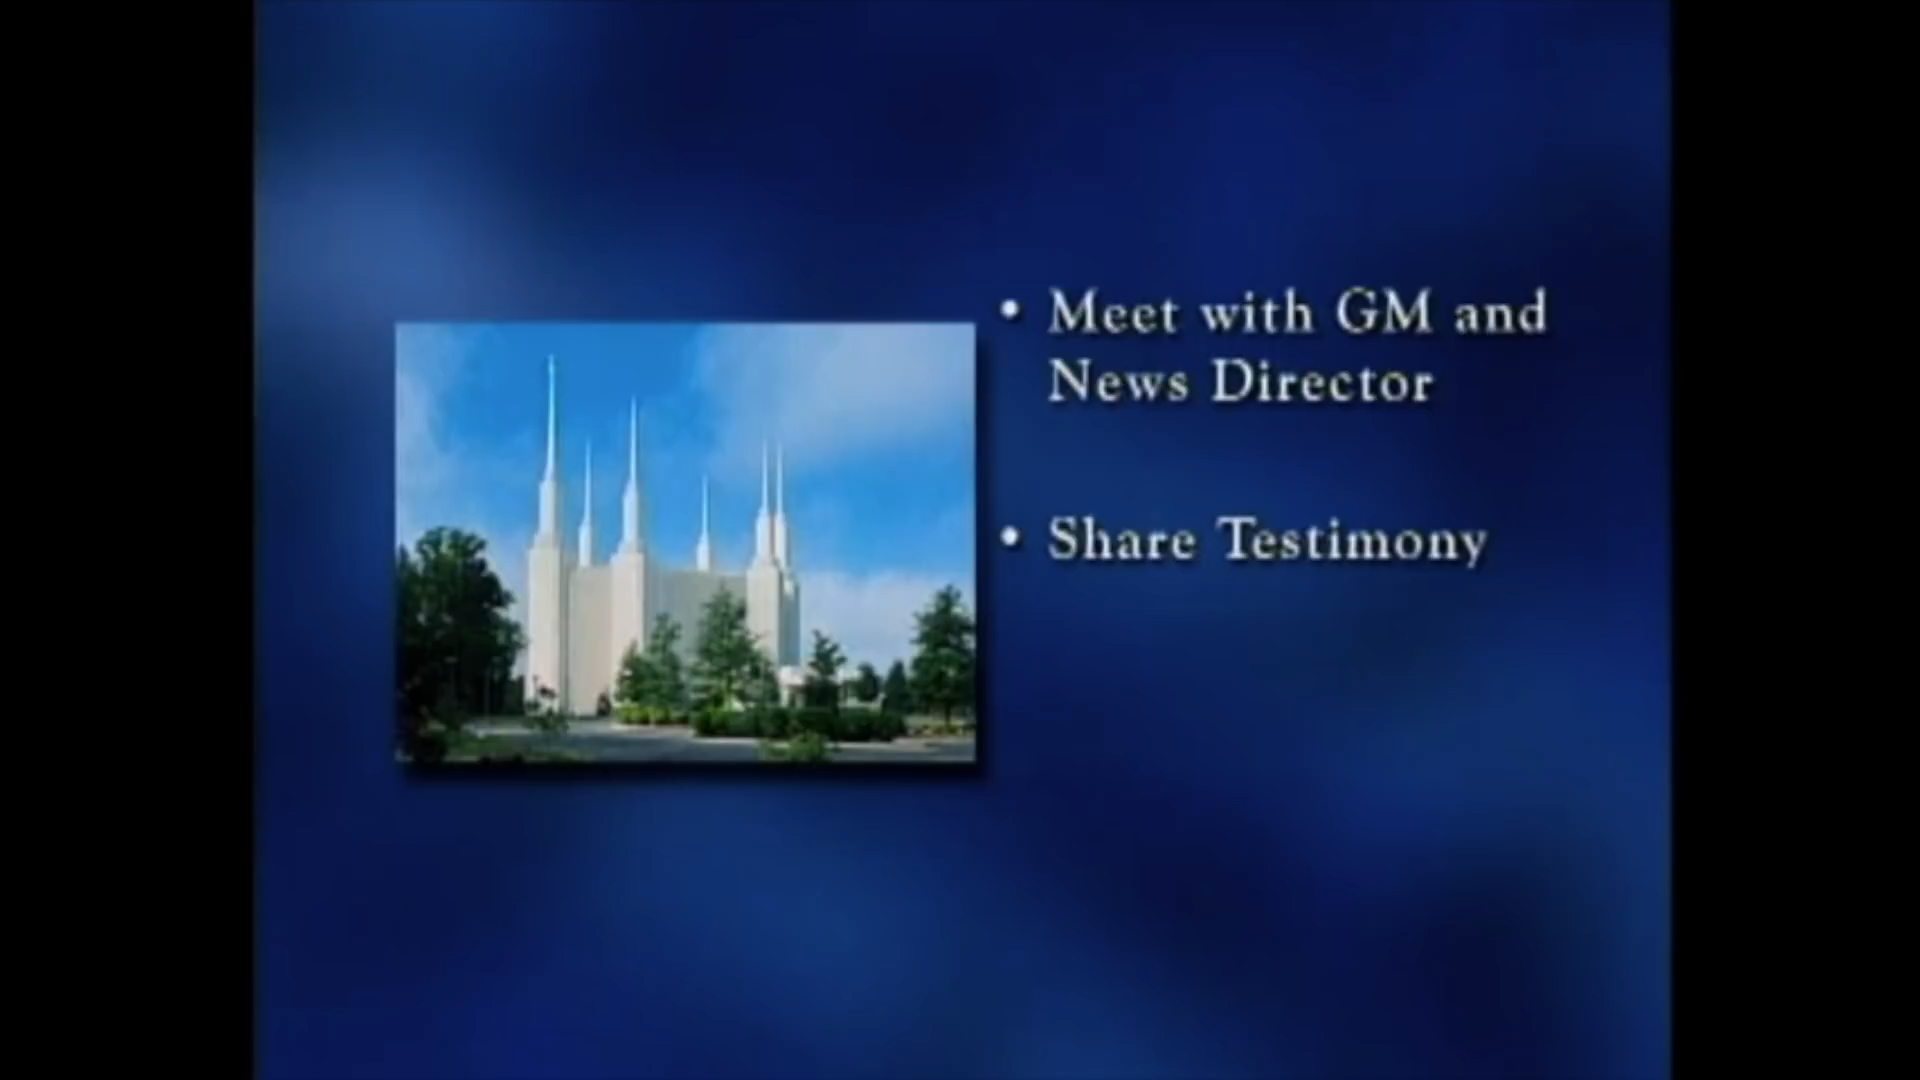 • Meet with GM and
News Director
• Share Testimony